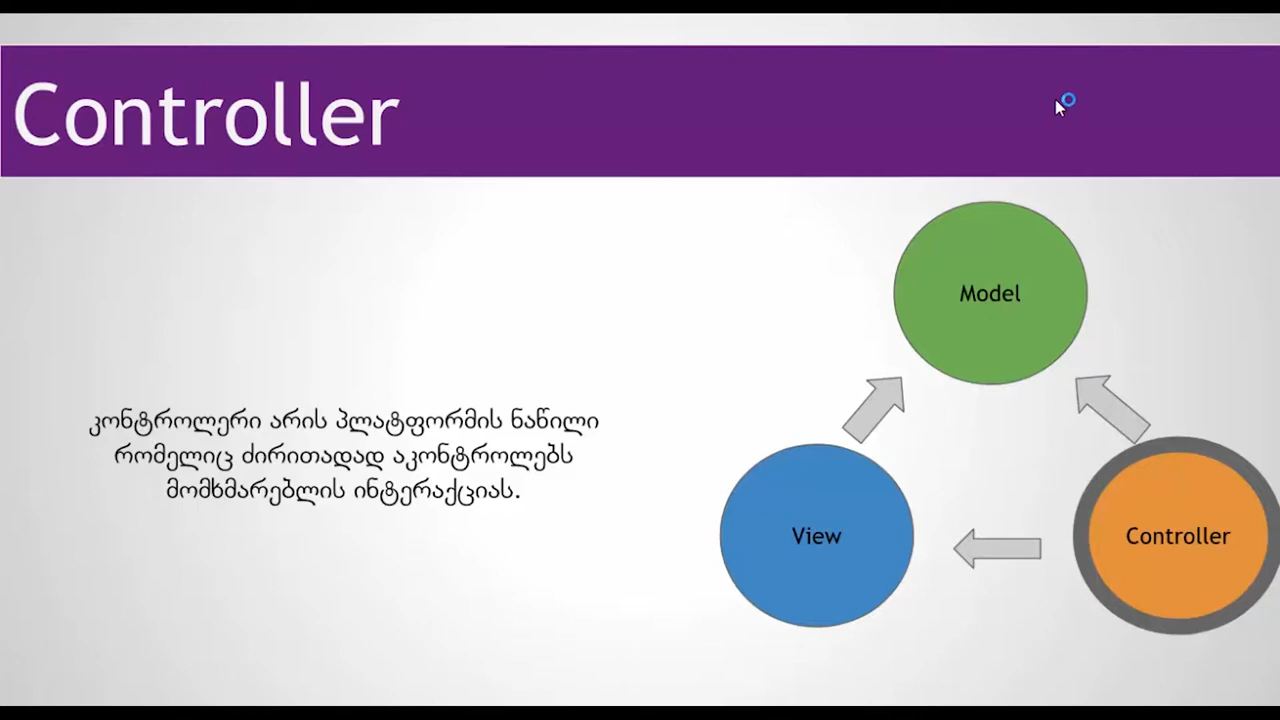 Controller
Model
კონტროლერი არის პლატფორმის ნაწილი
რომელიც ძირითადად აკონტროლებს
მომხმარებლის ინტერაქციას.
View
Controller